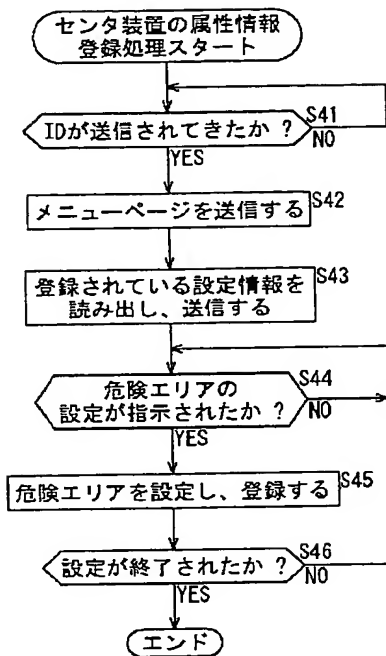 センタ装置の属性情報
登録処理スタート
IDが送信されてきたか ?
S41
NO
YES
メニューページを送信する
S42
登録されている設定情報を
読み出し、送信する
S43
危険エリアの
設定が指示されたか ?
S44
NO
YES
危険エリアを設定し、登録する
S45
設定が終了されたか ?
S46
NO
YES
エンド